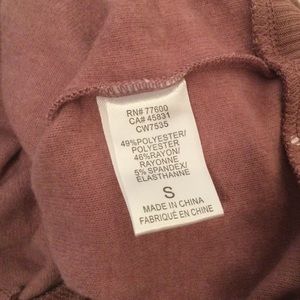 RN# 77600
CA# 45831
CW7535
49%POLYESTER/
POLYESTER
46%RAYON/
RAYONNE
5% SPANDEX/
ÉLASTHANNE
S
MADE IN CHINA
FABRIQUÉ EN CHINE